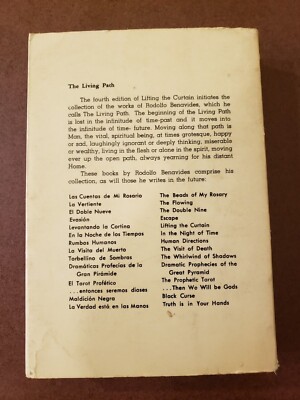 The Living Path
The fourth edition of Lifting the Curtain initiates the
collection of the works of Rodolfo Benavides, which he
calls The Living Path. The beginning of the Living Path
is lost in the infinitude of time-past and it moves into
the infinitude of time- future. Moving along that path is
Man, the vital, spiritual being, at times grotesque, happy
or sad, laughingly ignorant or deeply thinking, miserable
or wealthy, living in the flesh or alone in the spirit, moving
ever up the open path, always yearning for his distant
Home.
These books by Rodolfo Benavides comprise his
collection, as will those he writes in the future:
Las Cuentas de Mi Rosario The Beads of My Rosary
La Vertiente The Flowing
El Doble Nueve The Double Nine
Evasión Escape
Levantando la Cortina Lifting the Curtain
En la Noche de los Tiempos In the Night of Time
Rumbos Humanos Human Directions
La Visita del Muerto The Visit of Death
Torbellino de Sombras The Whirlwind of Shadows
Dramáticas Profecías de la Dramatic Prophecies of the
Gran Pirámide Great Pyramid
El Tarot Profético The Prophetic Tarot
. . . entonces seremos dioses . . . Then We will be Gods
Maldición Negra Black Curse
La Verdad está en las Manos Truth is in Your Hands